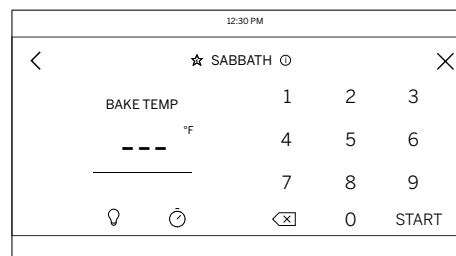 12:30 PM
SABBATH
BAKE TEMP
--- °F
1 2 3
4 5 6
7 8 9
0 START